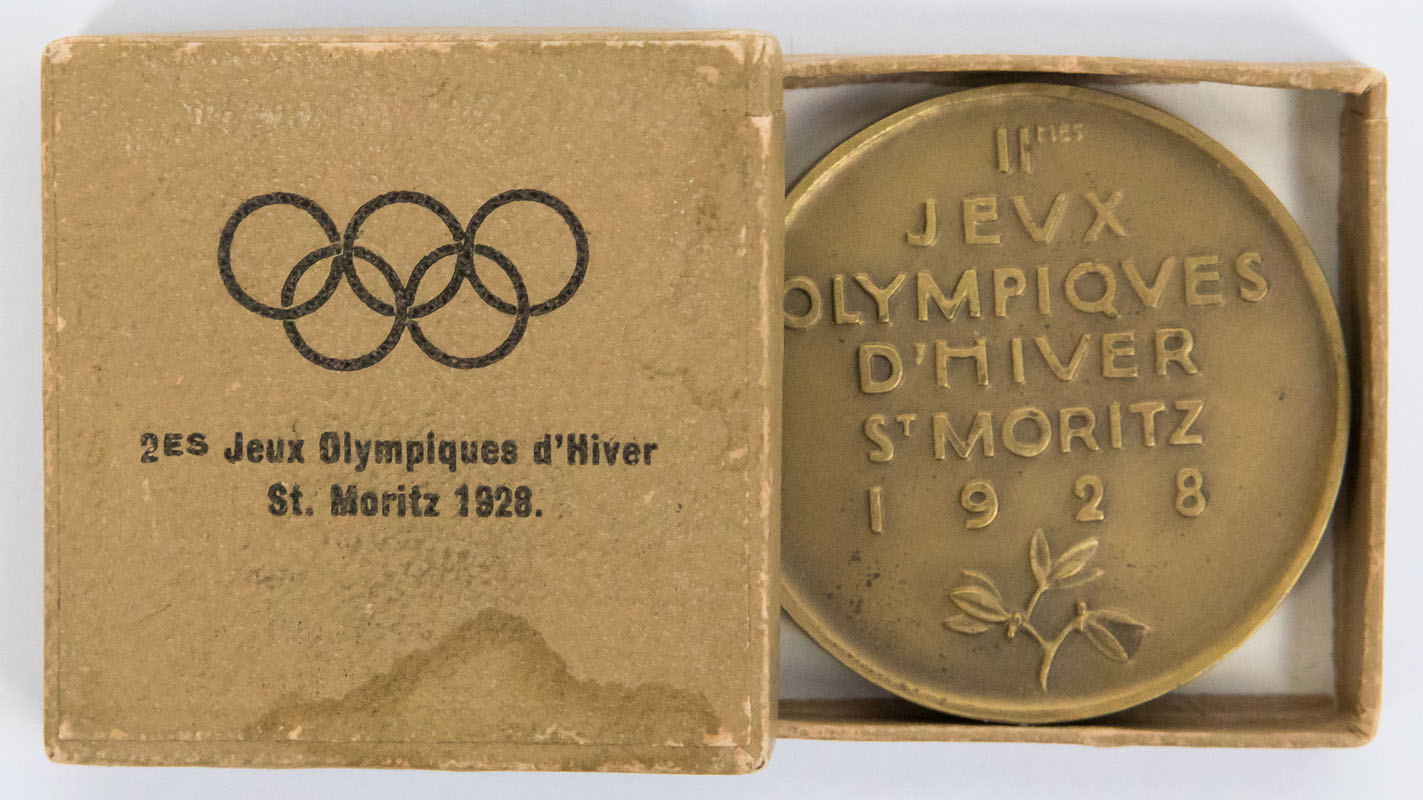 2ES Jeux Olympiques d'Hiver
St. Moritz 1928.
IIMES
JEVX
OLYMPIQVES
D'HIVER
ST MORITZ
1928